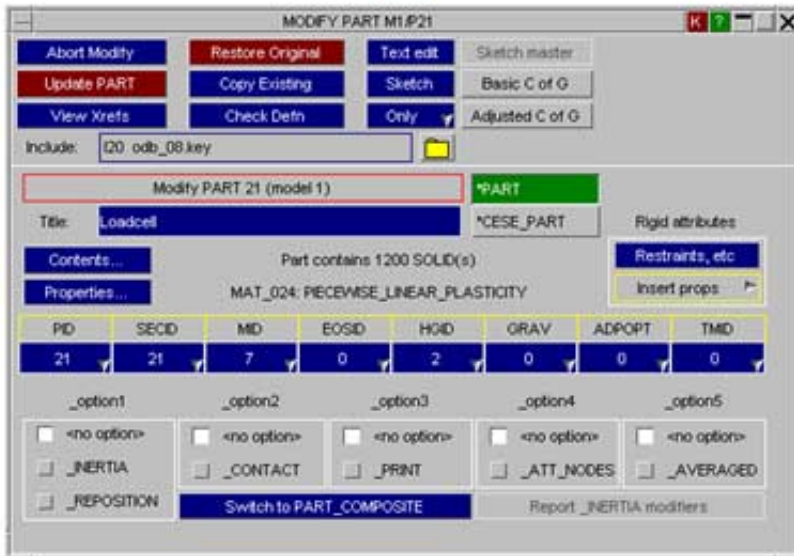 MODIFY PART M1/P21
K ? X
Abort Modify Restore Original Text edit Sketch master
Update PART Copy Existing Sketch Basic C of G
View Xrefs Check Defn Only Adjusted C of G
Include: I20 odb_08.key
Modify PART 21 (model 1) *PART
Title: Loadcell *CESE_PART Rigid attributes
Contents... Part contains 1200 SOLID(s) Restraints, etc
Properties... MAT_024: PIECEWISE_LINEAR_PLASTICITY Insert props
PID SECID MID EOSID HGID GRAV ADPOPT TMID
21 21 7 0 2 0 0 0
_option1 _option2 _option3 _option4 _option5
<no option> <no option> <no option> <no option> <no option>
_INERTIA _CONTACT _PRINT _ATT_NODES _AVERAGED
_REPOSITION Switch to PART_COMPOSITE Report _INERTIA modifiers